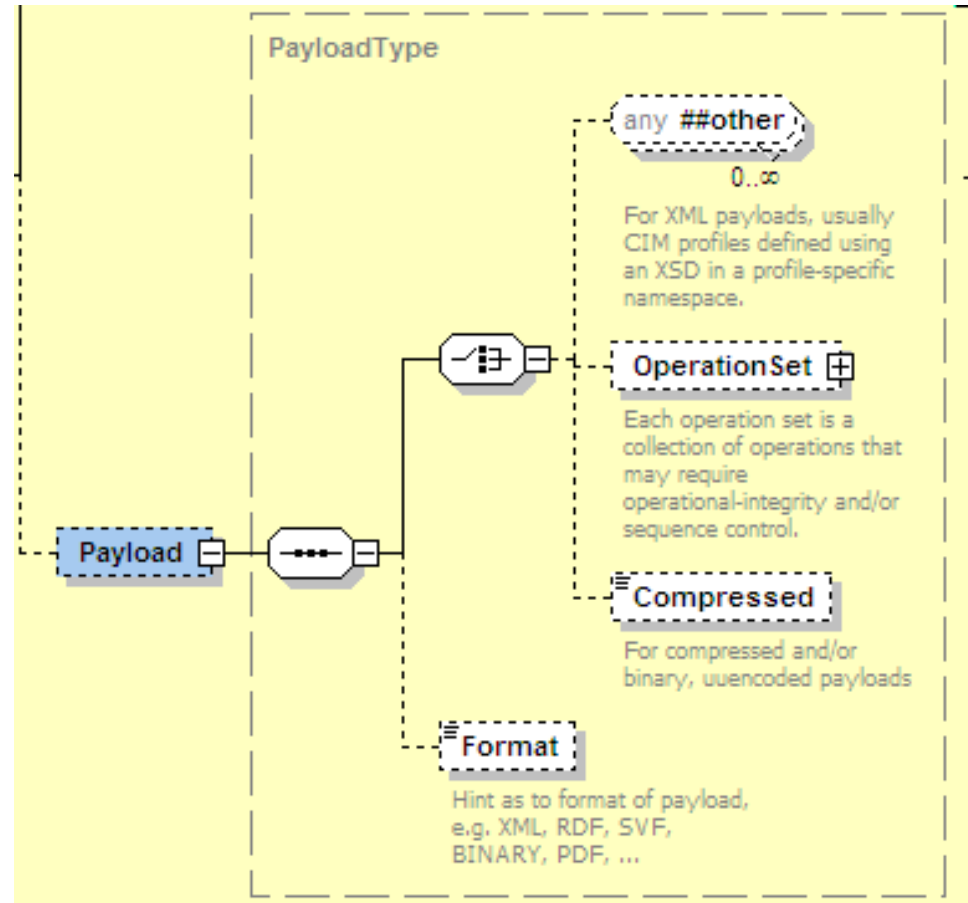 PayloadType
any ##other
0..∞
For XML payloads, usually
CIM profiles defined using
an XSD in a profile-specific
namespace.
OperationSet
Each operation set is a
collection of operations that
may require
operational-integrity and/or
sequence control.
Payload
Compressed
For compressed and/or
binary, uuencoded payloads
Format
Hint as to format of payload,
e.g. XML, RDF, SVF,
BINARY, PDF, ...